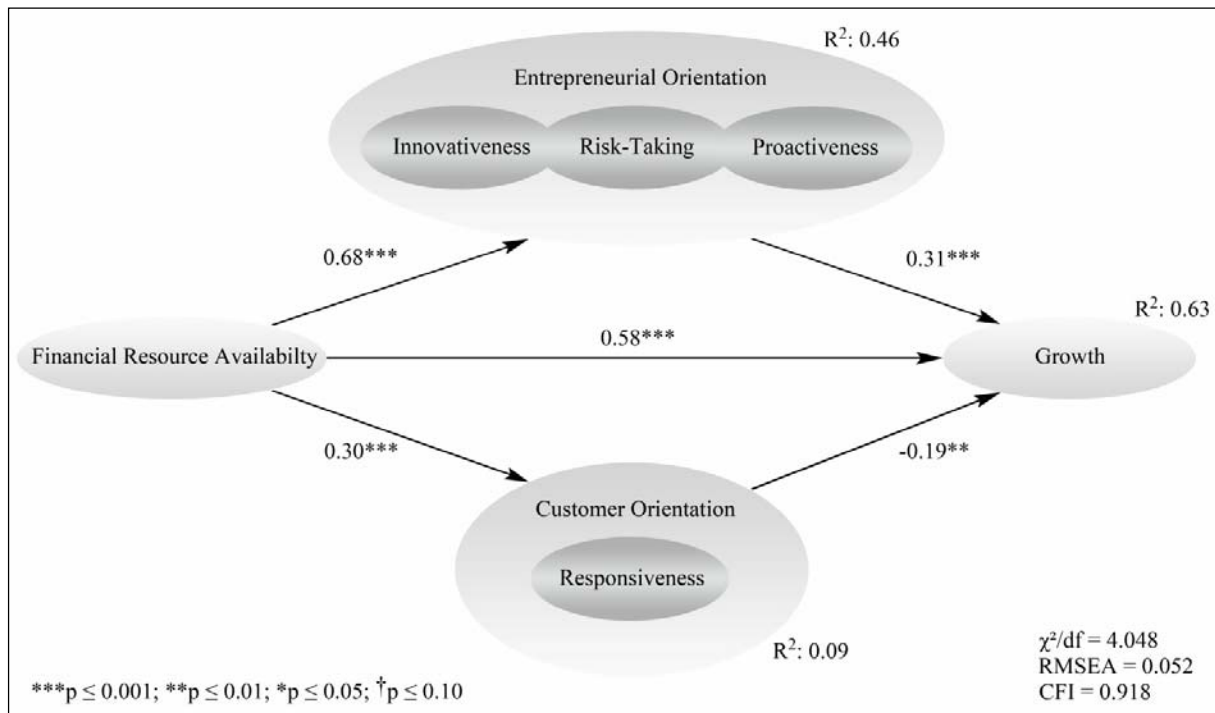 R²: 0.46
Entrepreneurial Orientation
Innovativeness Risk-Taking Proactiveness
0.68*** 0.31***
R²: 0.63
Financial Resource Availabilty 0.58*** Growth
0.30*** -0.19**
Customer Orientation
Responsiveness
R²: 0.09
χ²/df = 4.048
RMSEA = 0.052
CFI = 0.918
***p ≤ 0.001; **p ≤ 0.01; *p ≤ 0.05; †p ≤ 0.10